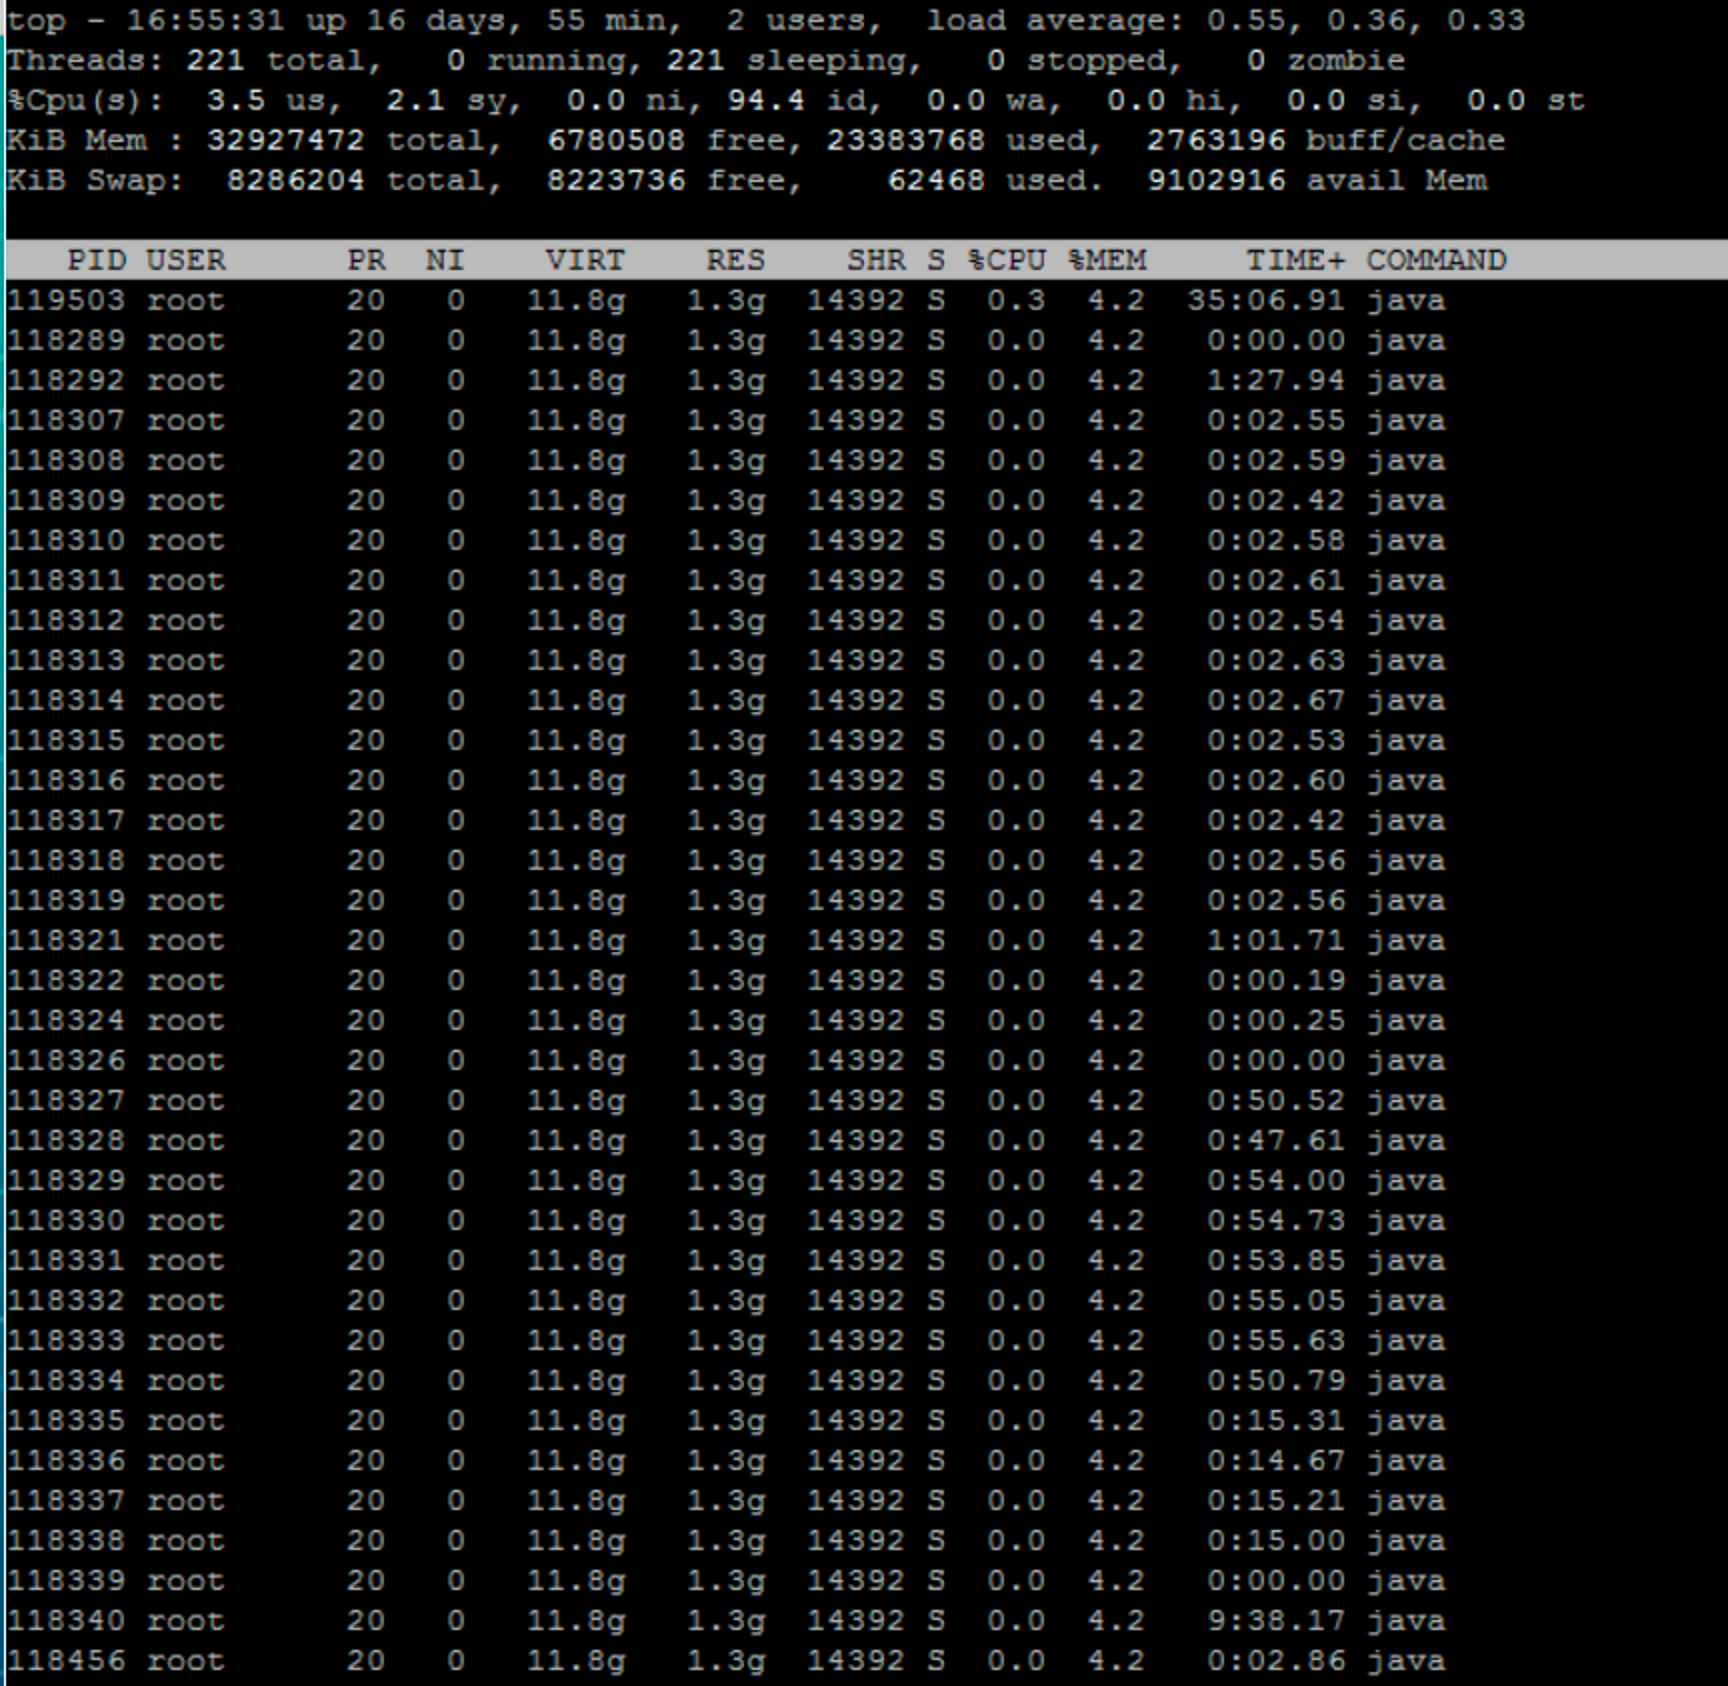 top - 16:55:31 up 16 days, 55 min,  2 users,  load average: 0.55, 0.36, 0.33
Threads: 221 total,   0 running, 221 sleeping,   0 stopped,   0 zombie
%Cpu(s):  3.5 us,  2.1 sy,  0.0 ni, 94.4 id,  0.0 wa,  0.0 hi,  0.0 si,  0.0 st
KiB Mem : 32927472 total,  6780508 free, 23383768 used,  2763196 buff/cache
KiB Swap:  8286204 total,  8223736 free,    62468 used.  9102916 avail Mem
PID USER PR NI VIRT RES SHR S %CPU %MEM TIME+ COMMAND
119503 root 20 0 11.8g 1.3g 14392 S 0.3 4.2 35:06.91 java
118289 root 20 0 11.8g 1.3g 14392 S 0.0 4.2 0:00.00 java
118292 root 20 0 11.8g 1.3g 14392 S 0.0 4.2 1:27.94 java
118307 root 20 0 11.8g 1.3g 14392 S 0.0 4.2 0:02.55 java
118308 root 20 0 11.8g 1.3g 14392 S 0.0 4.2 0:02.59 java
118309 root 20 0 11.8g 1.3g 14392 S 0.0 4.2 0:02.42 java
118310 root 20 0 11.8g 1.3g 14392 S 0.0 4.2 0:02.58 java
118311 root 20 0 11.8g 1.3g 14392 S 0.0 4.2 0:02.61 java
118312 root 20 0 11.8g 1.3g 14392 S 0.0 4.2 0:02.54 java
118313 root 20 0 11.8g 1.3g 14392 S 0.0 4.2 0:02.63 java
118314 root 20 0 11.8g 1.3g 14392 S 0.0 4.2 0:02.67 java
118315 root 20 0 11.8g 1.3g 14392 S 0.0 4.2 0:02.53 java
118316 root 20 0 11.8g 1.3g 14392 S 0.0 4.2 0:02.60 java
118317 root 20 0 11.8g 1.3g 14392 S 0.0 4.2 0:02.42 java
118318 root 20 0 11.8g 1.3g 14392 S 0.0 4.2 0:02.56 java
118319 root 20 0 11.8g 1.3g 14392 S 0.0 4.2 0:02.56 java
118321 root 20 0 11.8g 1.3g 14392 S 0.0 4.2 1:01.71 java
118322 root 20 0 11.8g 1.3g 14392 S 0.0 4.2 0:00.19 java
118324 root 20 0 11.8g 1.3g 14392 S 0.0 4.2 0:00.25 java
118326 root 20 0 11.8g 1.3g 14392 S 0.0 4.2 0:00.00 java
118327 root 20 0 11.8g 1.3g 14392 S 0.0 4.2 0:50.52 java
118328 root 20 0 11.8g 1.3g 14392 S 0.0 4.2 0:47.61 java
118329 root 20 0 11.8g 1.3g 14392 S 0.0 4.2 0:54.00 java
118330 root 20 0 11.8g 1.3g 14392 S 0.0 4.2 0:54.73 java
118331 root 20 0 11.8g 1.3g 14392 S 0.0 4.2 0:53.85 java
118332 root 20 0 11.8g 1.3g 14392 S 0.0 4.2 0:55.05 java
118333 root 20 0 11.8g 1.3g 14392 S 0.0 4.2 0:55.63 java
118334 root 20 0 11.8g 1.3g 14392 S 0.0 4.2 0:50.79 java
118335 root 20 0 11.8g 1.3g 14392 S 0.0 4.2 0:15.31 java
118336 root 20 0 11.8g 1.3g 14392 S 0.0 4.2 0:14.67 java
118337 root 20 0 11.8g 1.3g 14392 S 0.0 4.2 0:15.21 java
118338 root 20 0 11.8g 1.3g 14392 S 0.0 4.2 0:15.00 java
118339 root 20 0 11.8g 1.3g 14392 S 0.0 4.2 0:00.00 java
118340 root 20 0 11.8g 1.3g 14392 S 0.0 4.2 9:38.17 java
118456 root 20 0 11.8g 1.3g 14392 S 0.0 4.2 0:02.86 java